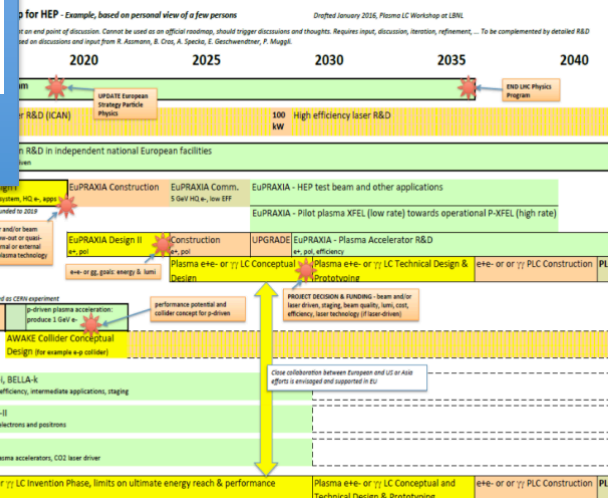 p for HEP - Example, based on personal view of a few persons Drafted January 2016, Plasma LC Workshop at LBNL
t an end point of discussion. Cannot be used as an official roadmap, should trigger discssuions and thoughts. Requires input, discussion, iteration, refinement, ... To be complemented by detailed R&D
sed on discussions and input from R. Assmann, B. Cros, A. Specka, E. Geschwendtner, P. Muggli.
2020 2025 2030 2035 2040
am
UPDATE European
Strategy Particle
Physics
END LHC Physics
Program
r R&D (ICAN)
100
kW
High efficiency laser R&D
n R&D in independent national European facilities
iven
system, HQ e-, apps
unded to 2019
EuPRAXIA Construction
EuPRAXIA Comm.
5 GeV HQ e-, low EFF
EuPRAXIA - HEP test beam and other applications
EuPRAXIA - Pilot plasma XFEL (low rate) towards operational P-XFEL (high rate)
r and/or beam
ow-out or quasi-
rnal or external
lasma technology
EuPRAXIA Design II
e+, pol
Construction
e+, pol
UPGRADE
EuPRAXIA - Plasma Accelerator R&D
e+, pol, efficiency
e+e- or gg, goals: energy & lumi
Plasma e+e- or γγ LC Conceptual
Design
Plasma e+e- or γγ LC Technical Design &
Prototyping
e+e- or γγ PLC Construction
PL
ed as CERN experiment
p-driven plasma acceleration:
produce 1 GeV e-
performance potential and
collider concept for p-driven
PROJECT DECISION & FUNDING - beam and/or
laser driven, staging, beam quality, lumi, cost,
efficiency, laser technology (if laser-driven)
AWAKE Collider Conceptual
Design (for example e-p collider)
Close collaboration between European and US or Asia
efforts is envisaged and supported in EU
i, BELLA-k
efficiency, intermediate applications, staging
-II
lectrons and positrons
asma accelerators, CO2 laser driver
r γγ LC Invention Phase, limits on ultimate energy reach & performance
Plasma e+e- or γγ LC Conceptual and
Technical Design & Prototyping
e+e- or γγ PLC Construction
PL